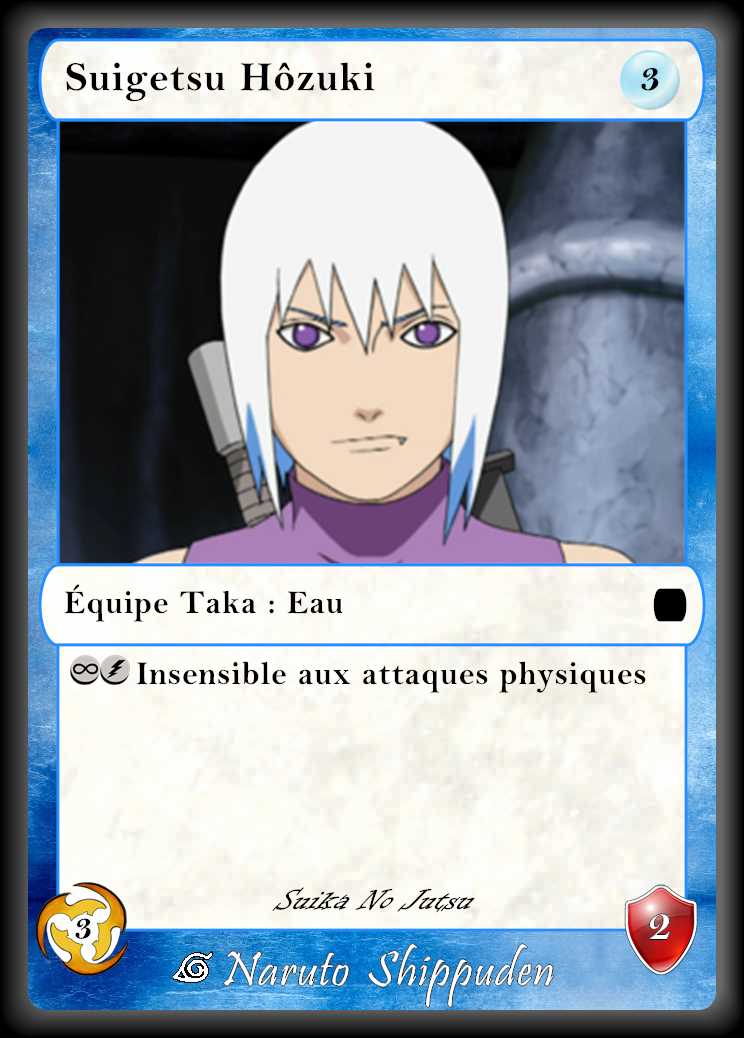 Suigetsu Hôzuki
3
Équipe Taka : Eau
Insensible aux attaques physiques
Suika No Jutsu
3
2
Naruto Shippuden